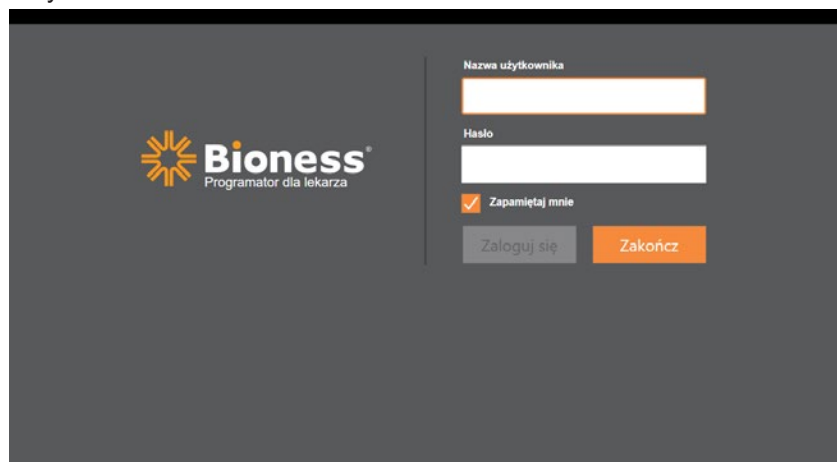 Bioness®
Programator dla lekarza
Nazwa użytkownika
Hasło
Zapamiętaj mnie
Zaloguj się
Zakończ